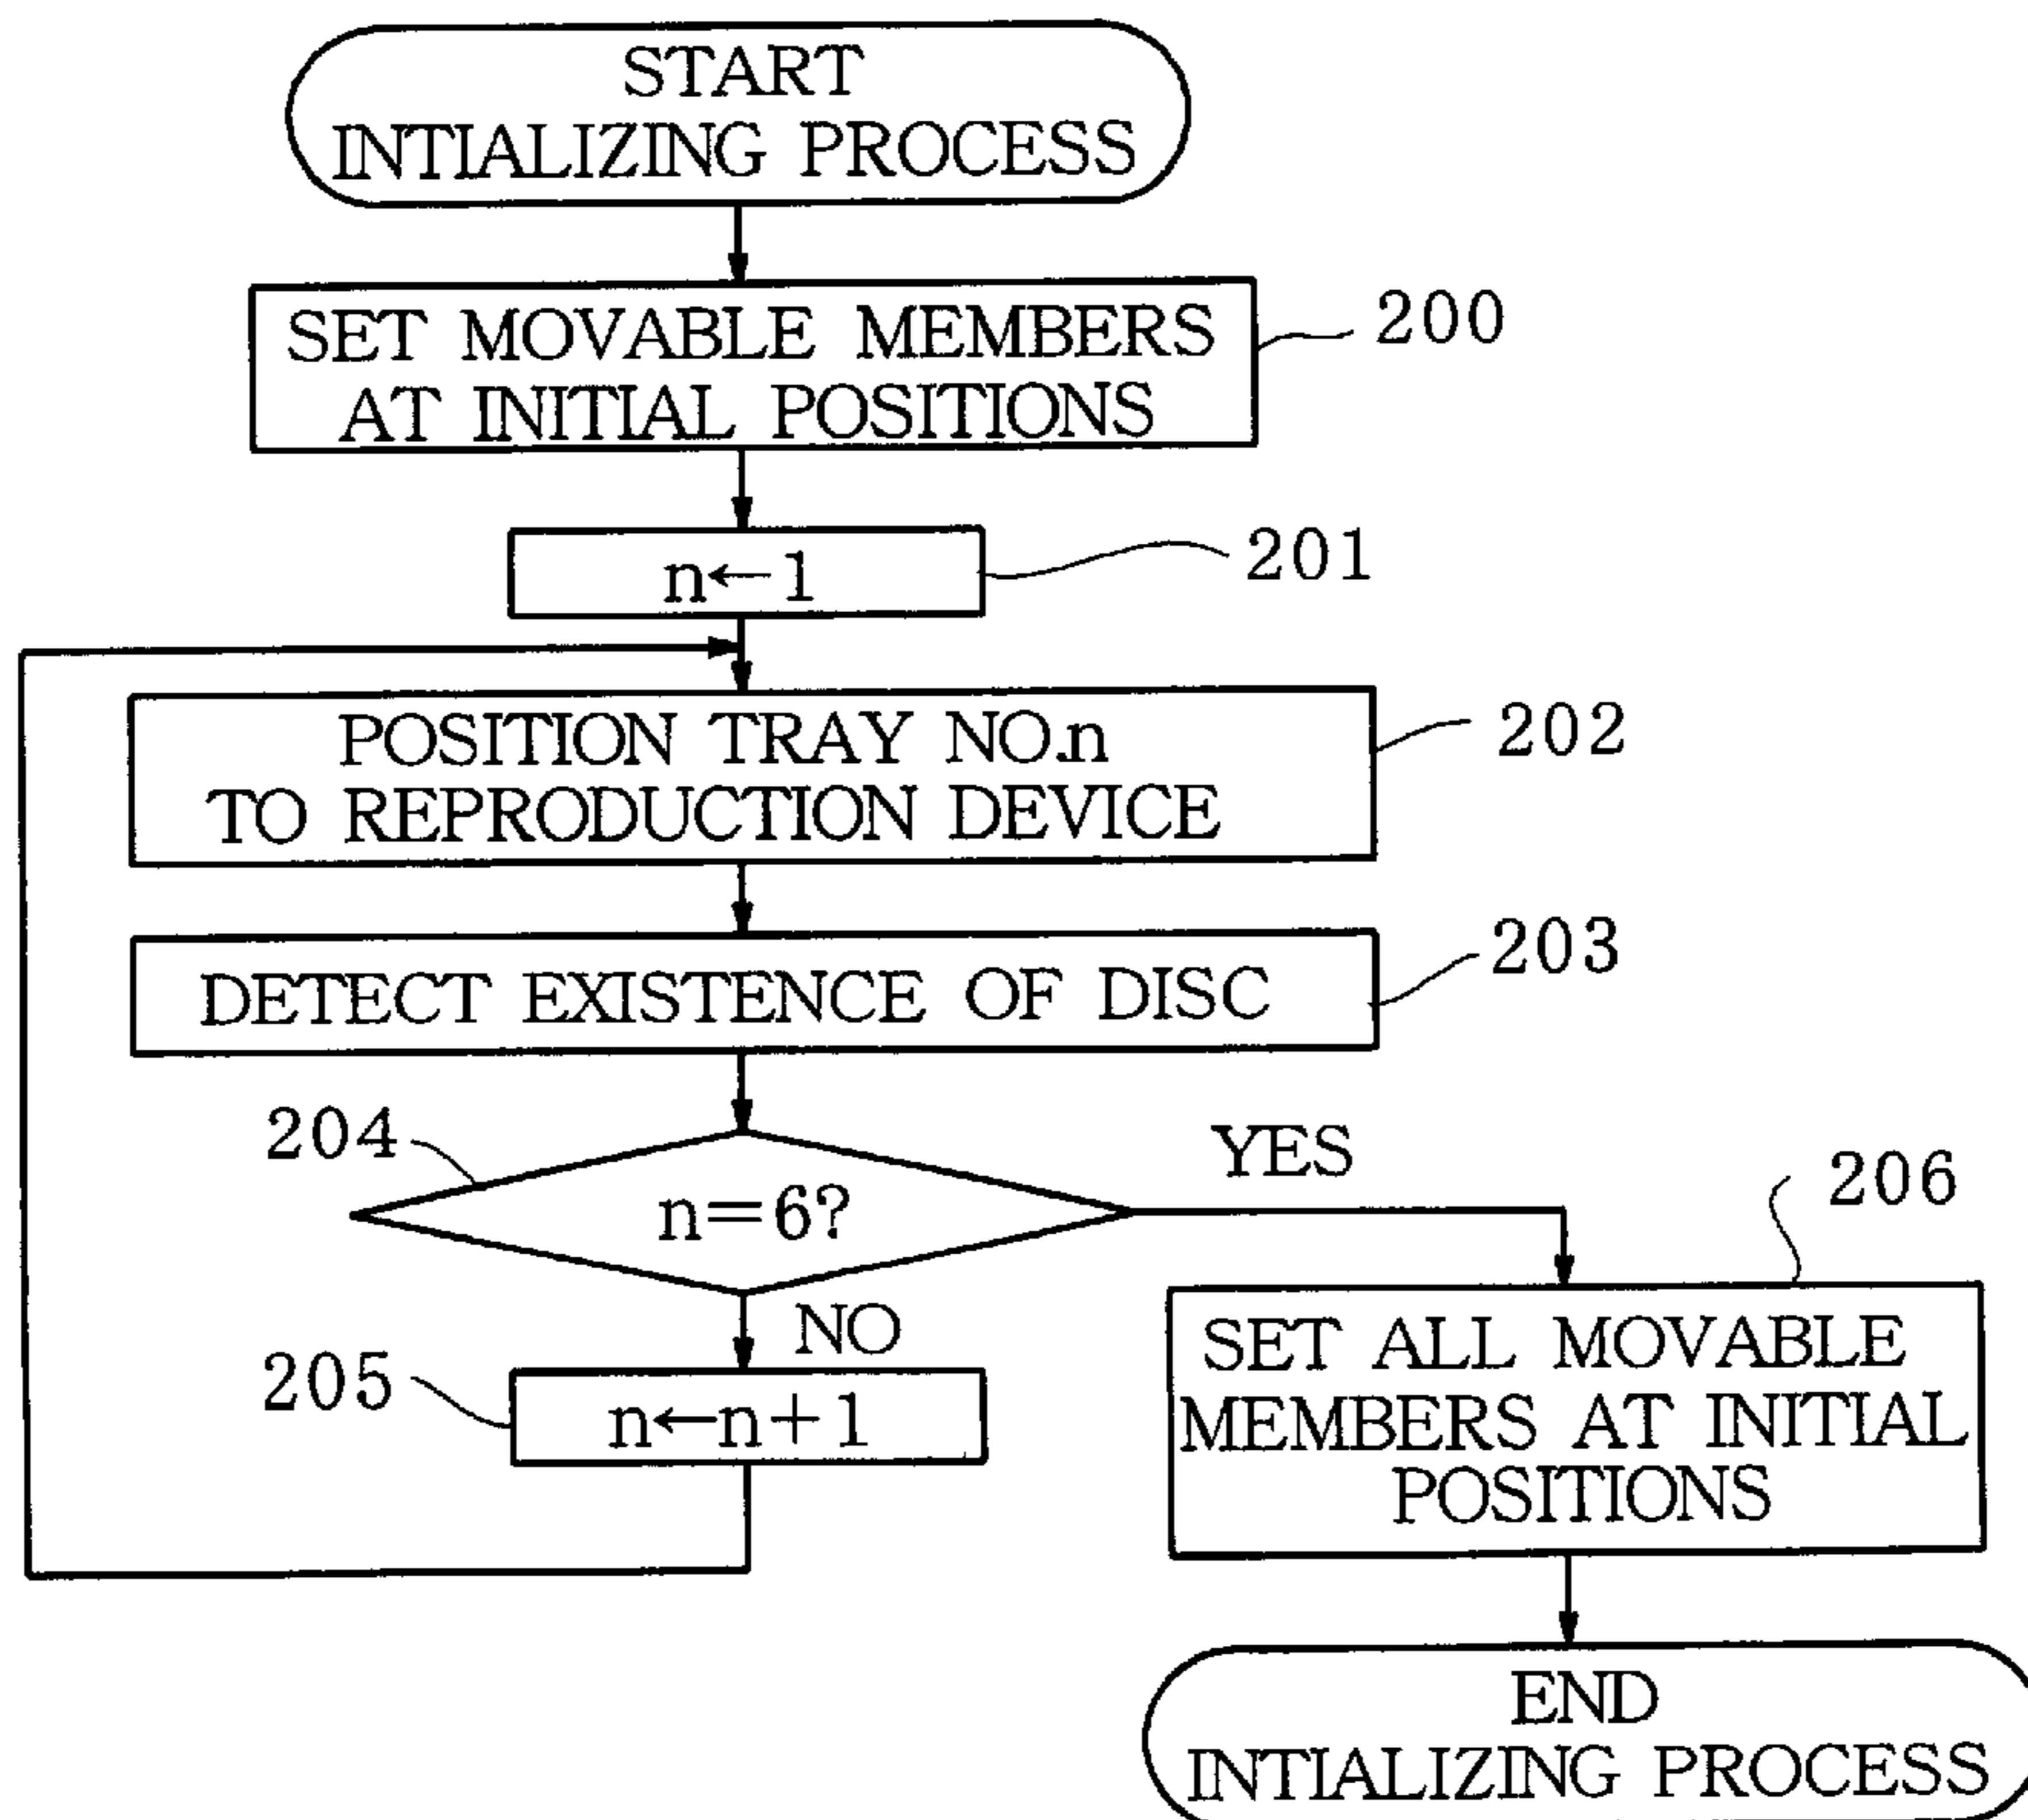 START
INTIALIZING PROCESS
SET MOVABLE MEMBERS
AT INITIAL POSITIONS
200
n←1
201
POSITION TRAY NO.n
TO REPRODUCTION DEVICE
202
DETECT EXISTENCE OF DISC
203
204
n=6?
YES
NO
205
n←n+1
206
SET ALL MOVABLE
MEMBERS AT INITIAL
POSITIONS
END
INTIALIZING PROCESS